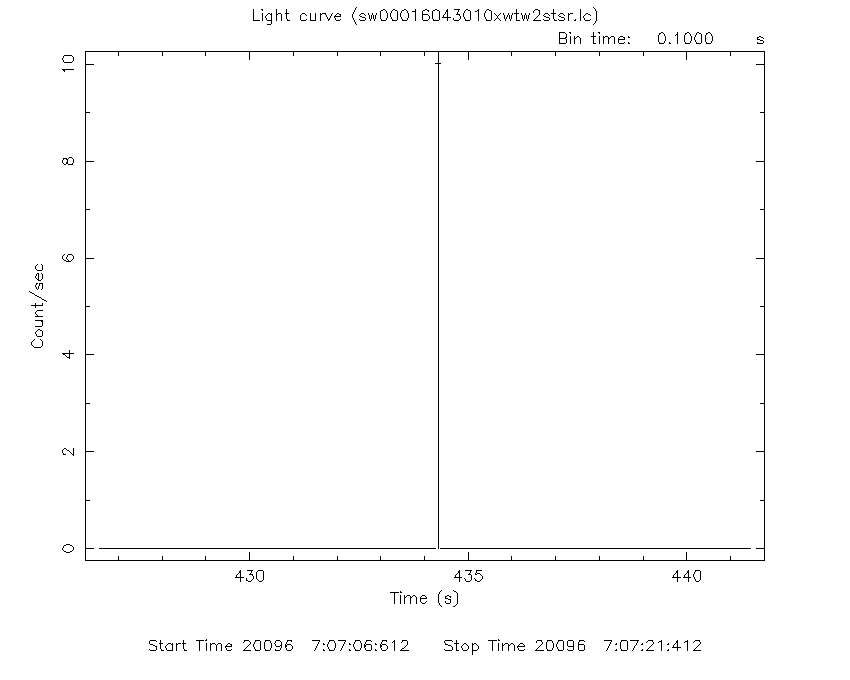 Light curve (sw00016043010xwtw2stsr.lc)
Bin time: 0.1000 s
10
8
6
4
2
0
Count/sec
430 435 440
Time (s)
Start Time 20096 7:07:06:612 Stop Time 20096 7:07:21:412